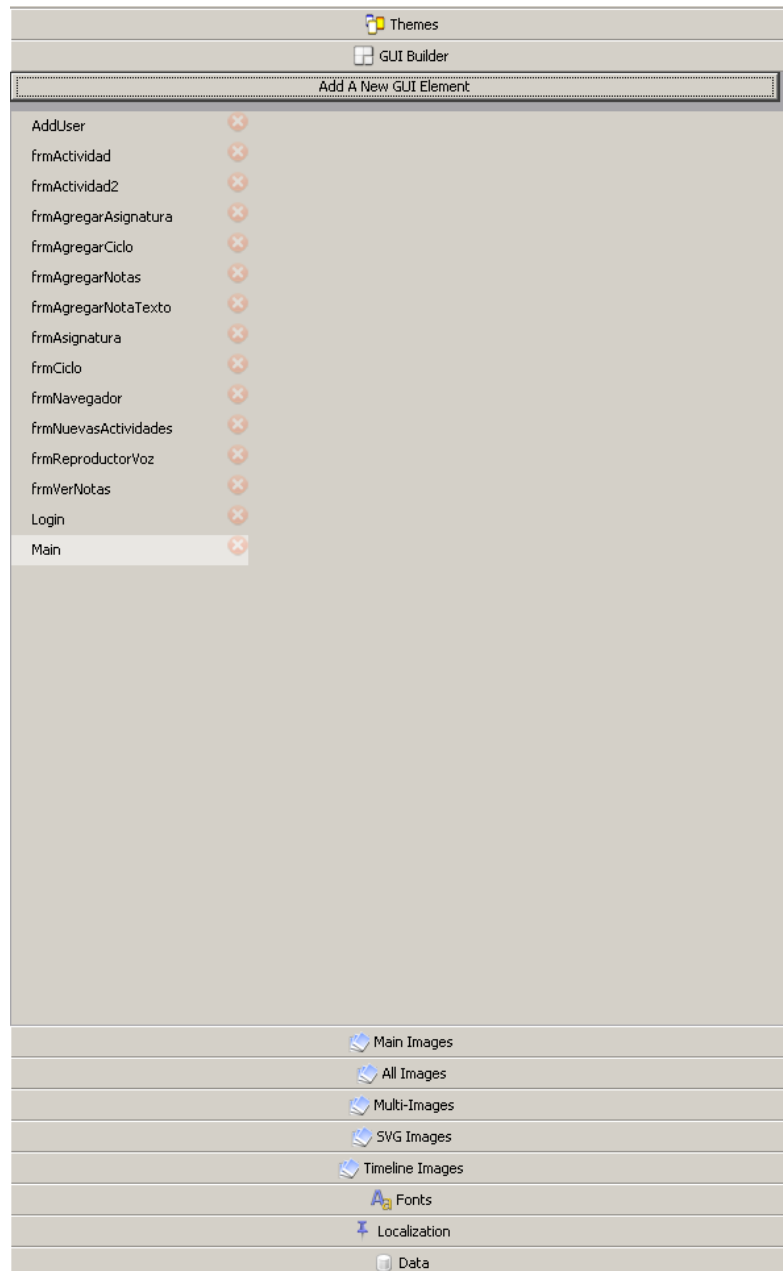 Themes
GUI Builder
Add A New GUI Element
AddUser
frmActividad
frmActividad2
frmAgregarAsignatura
frmAgregarCiclo
frmAgregarNotas
frmAgregarNotaTexto
frmAsignatura
frmCiclo
frmNavegador
frmNuevasActividades
frmReproductorVoz
frmVerNotas
Login
Main
Main Images
All Images
Multi-Images
SVG Images
Timeline Images
Fonts
Localization
Data